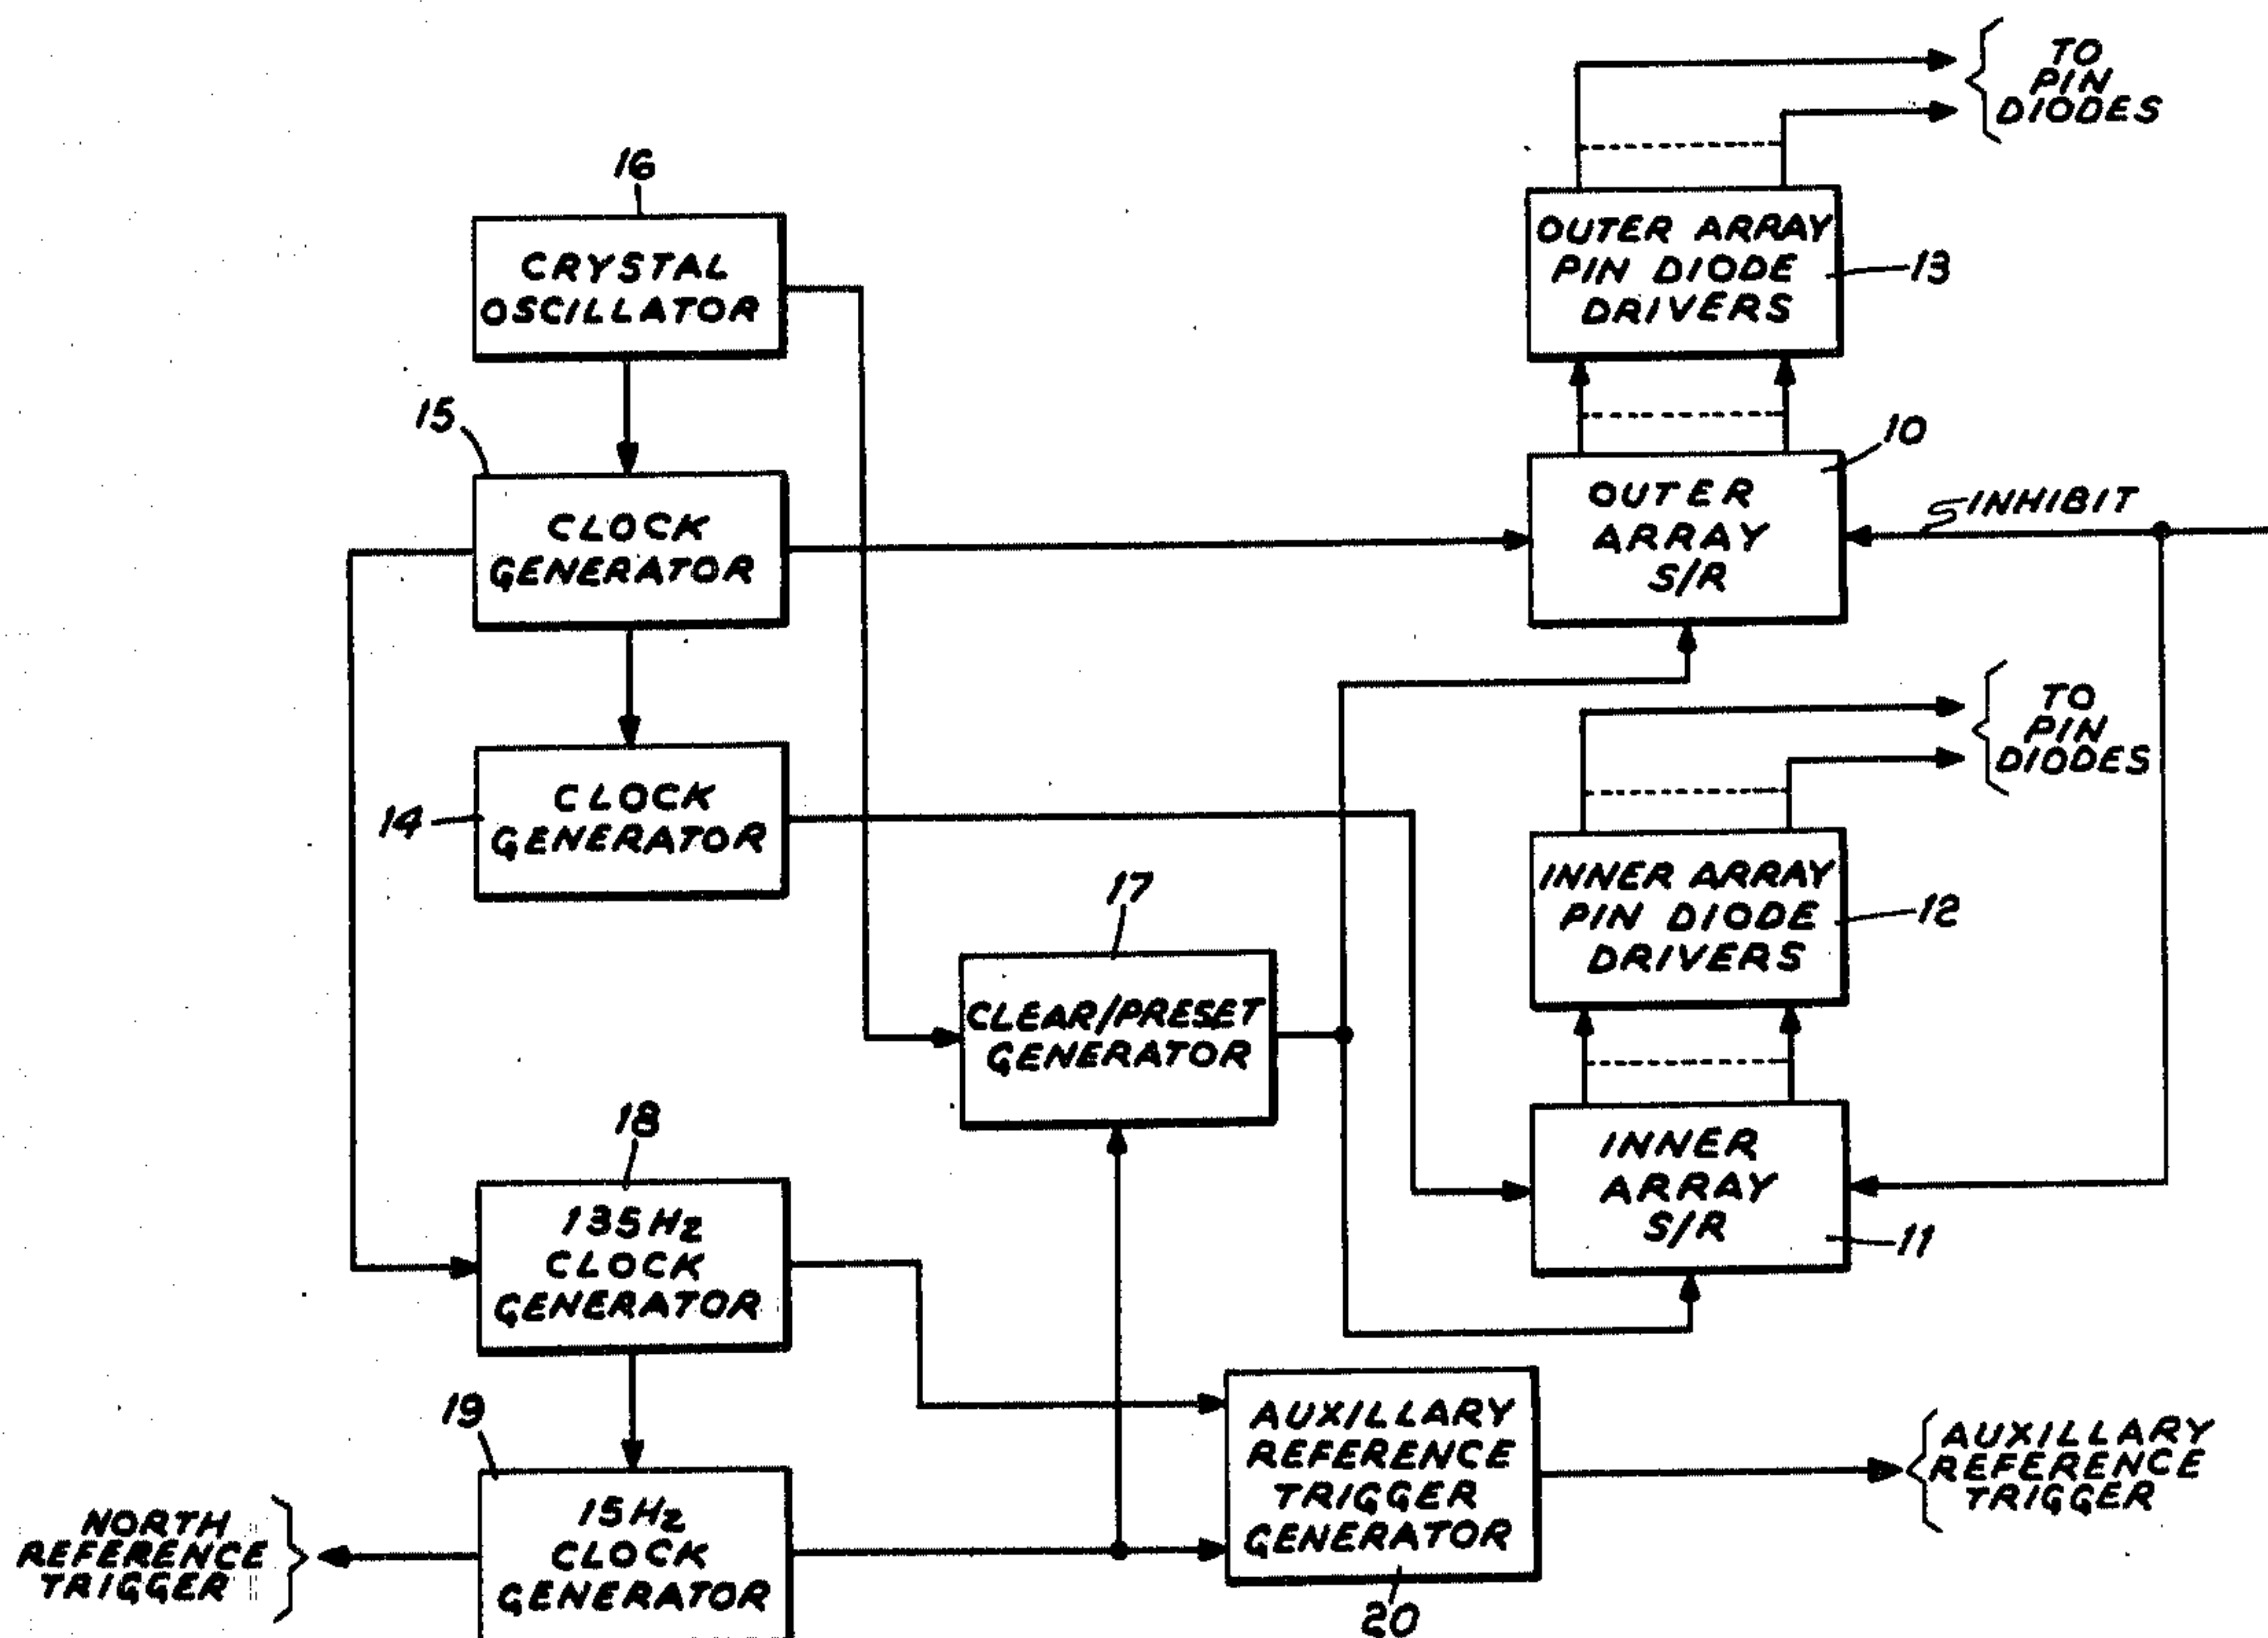 TO
PIN
DIODES
16
CRYSTAL
OSCILLATOR
OUTER ARRAY
PIN DIODE
DRIVERS
13
15
CLOCK
GENERATOR
10
OUTER
ARRAY
S/R
INHIBIT
14
CLOCK
GENERATOR
TO
PIN
DIODES
17
CLEAR/PRESET
GENERATOR
INNER ARRAY
PIN DIODE
DRIVERS
12
18
135Hz
CLOCK
GENERATOR
INNER
ARRAY
S/R
11
19
15Hz
CLOCK
GENERATOR
NORTH
REFERENCE
TRIGGER
AUXILLARY
REFERENCE
TRIGGER
GENERATOR
20
AUXILLARY
REFERENCE
TRIGGER